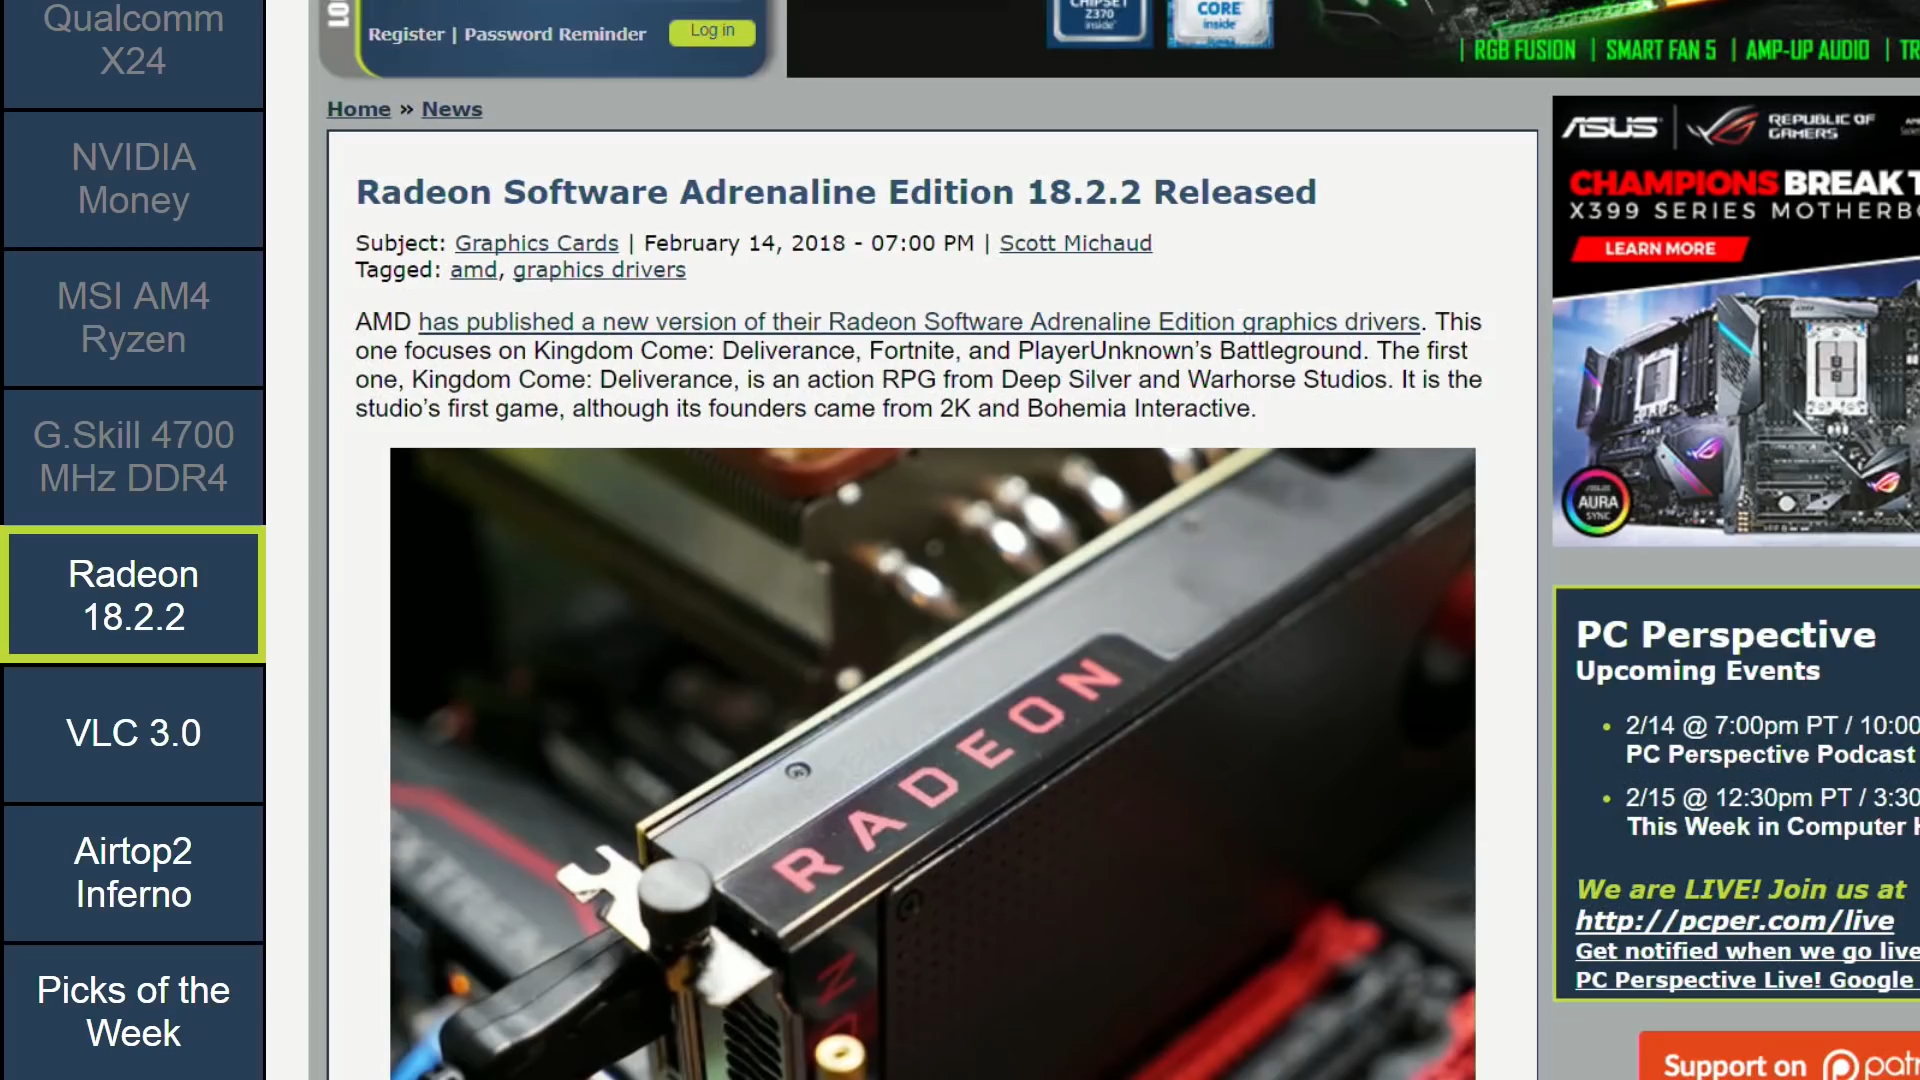 Qualcomm
X24
NVIDIA
Money
MSI AM4
Ryzen
G.Skill 4700
MHz DDR4
Radeon
18.2.2
VLC 3.0
Airtop2
Inferno
Picks of the
Week
Register | Password Reminder
Log in
CHIPSET
Z370
inside
CORE
inside
| RGB FUSION | SMART FAN 5 | AMP-UP AUDIO |
Home » News
Radeon Software Adrenaline Edition 18.2.2 Released
Subject: Graphics Cards | February 14, 2018 - 07:00 PM | Scott Michaud
Tagged: amd, graphics drivers
AMD has published a new version of their Radeon Software Adrenaline Edition graphics drivers. This
one focuses on Kingdom Come: Deliverance, Fortnite, and PlayerUnknown's Battleground. The first
one, Kingdom Come: Deliverance, is an action RPG from Deep Silver and Warhorse Studios. It is the
studio's first game, although its founders came from 2K and Bohemia Interactive.
RADEON
ASUS
REPUBLIC OF
GAMERS
CHAMPIONS BREAK
X399 SERIES
LEARN MORE
AURA
SYNC
PC Perspective
Upcoming Events
• 2/14 @ 7:00pm PT / 10:00
PC Perspective Podcast
• 2/15 @ 12:30pm PT / 3:30
This Week in Computer
We are LIVE! Join us at
http://pcper.com/live
Get notified when we go live
PC Perspective Live! Google
Support on